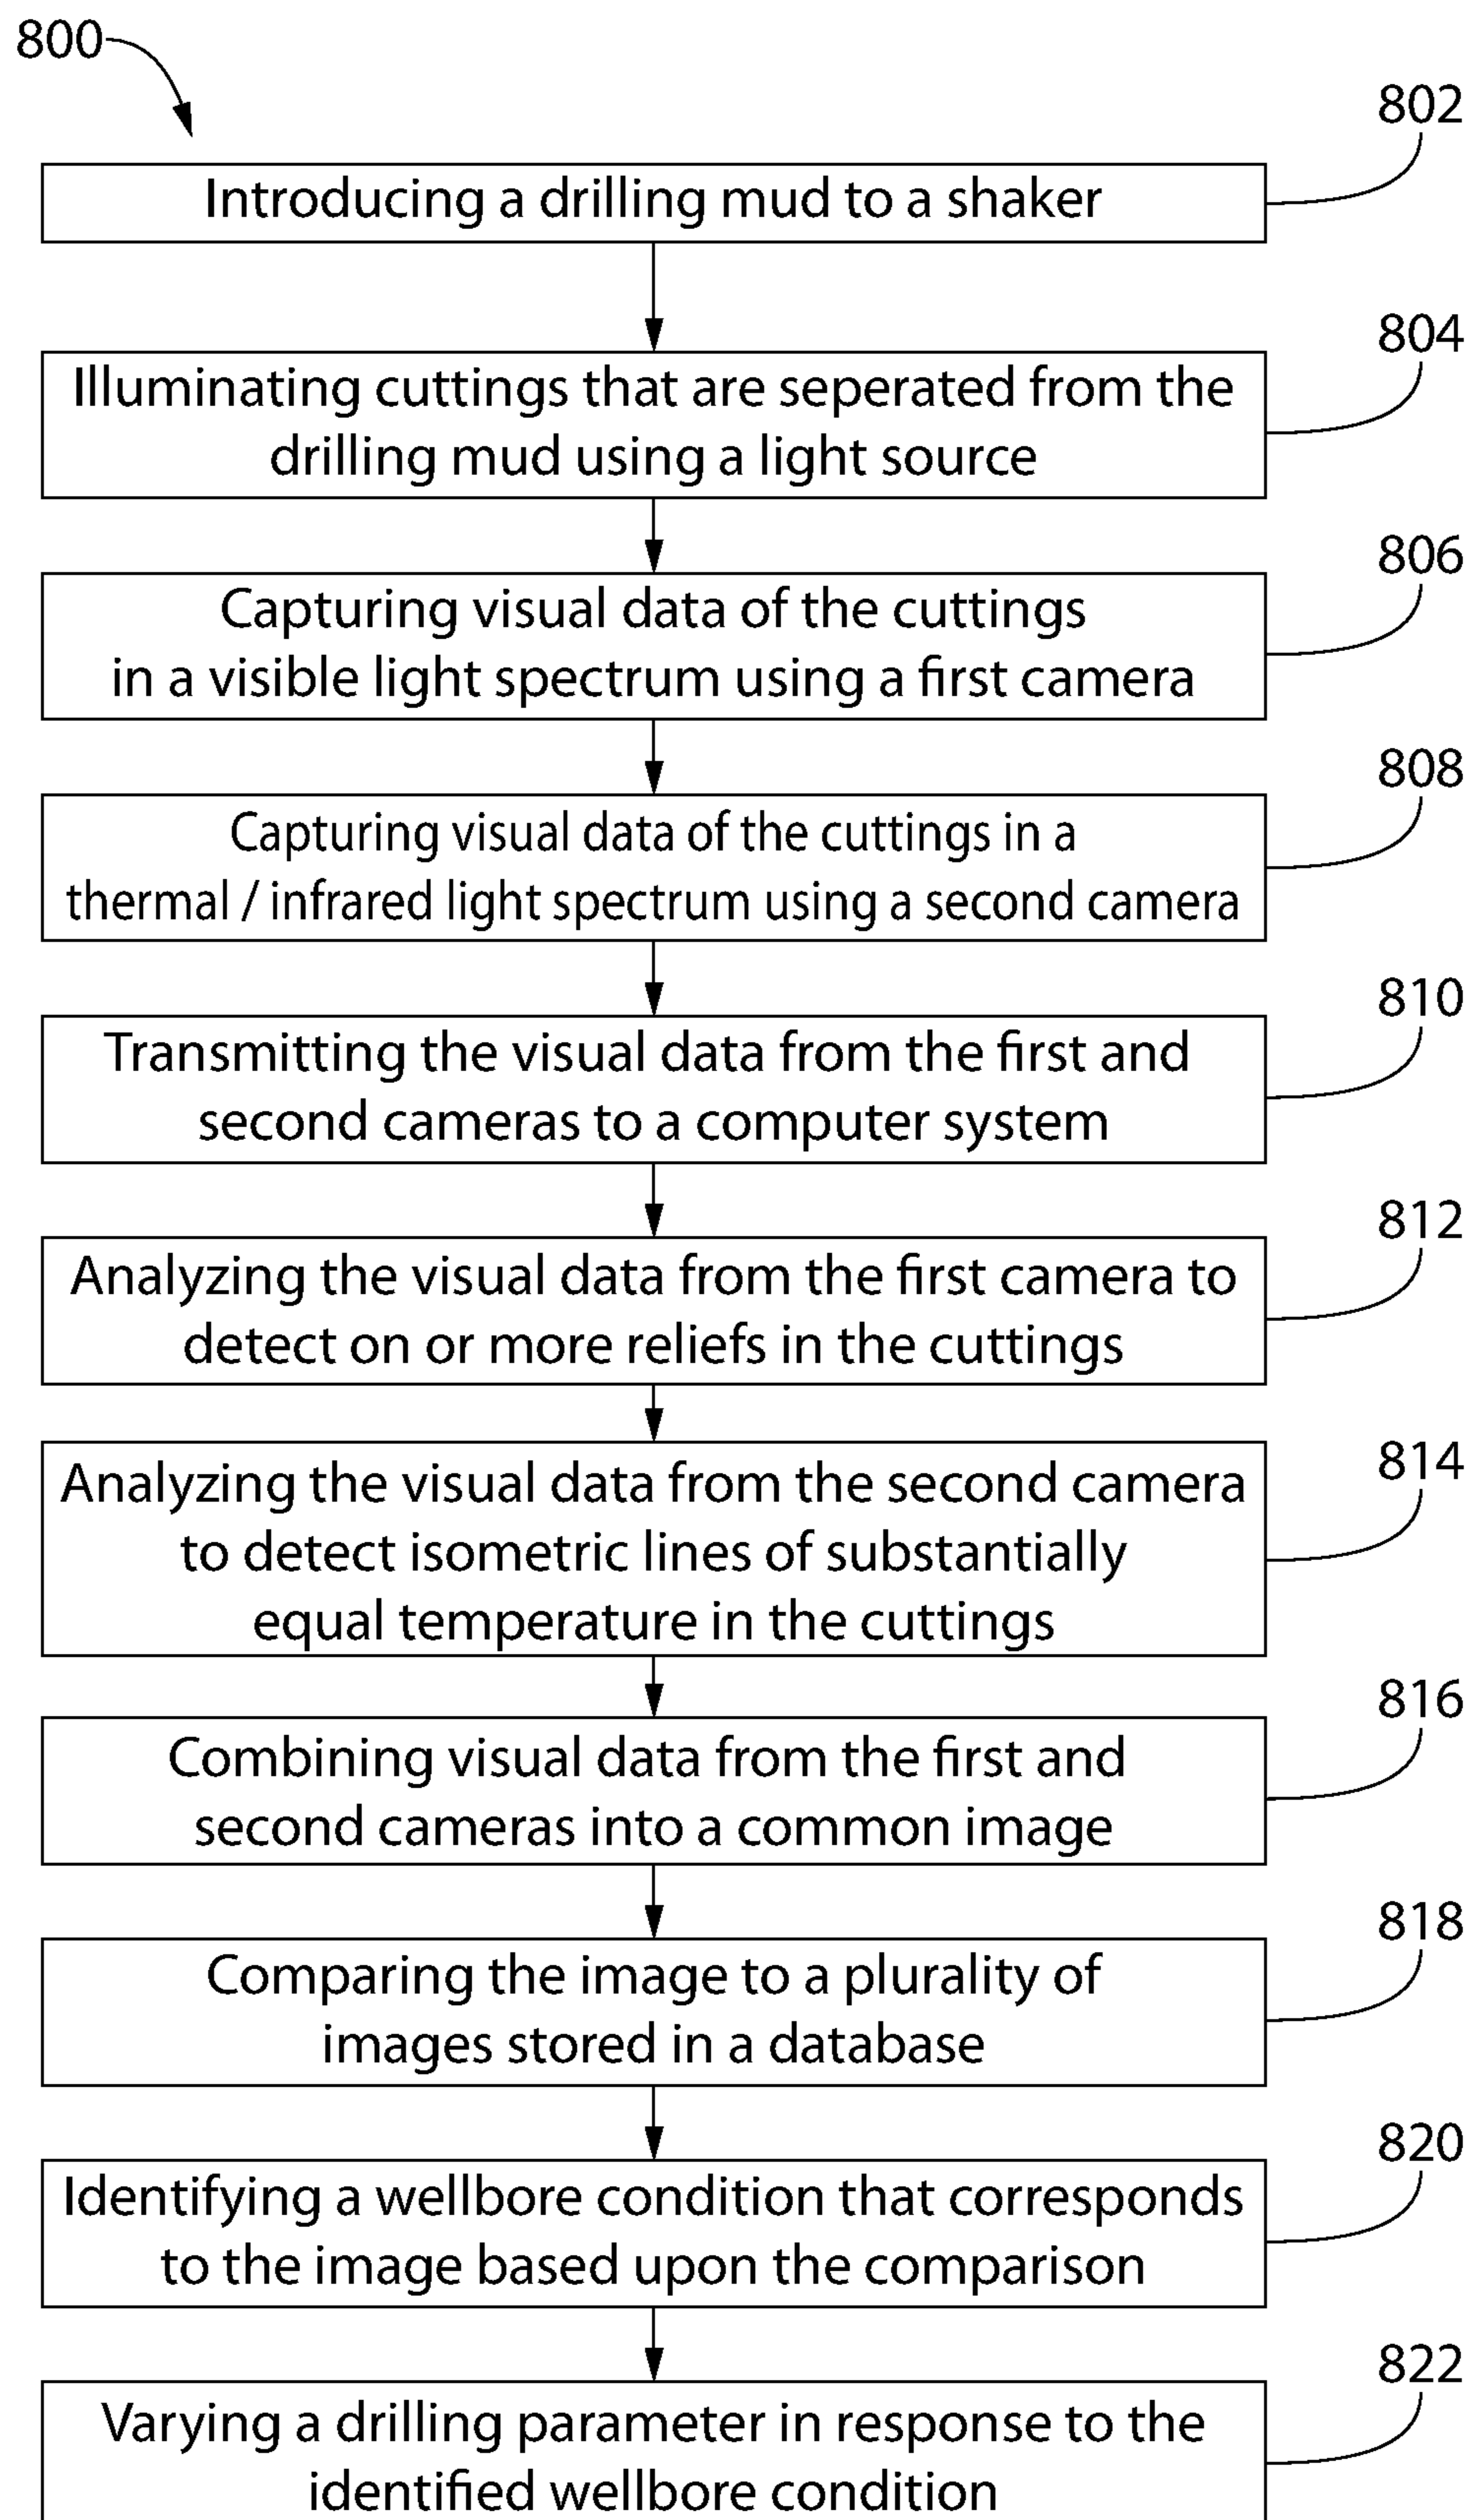 800
802
Introducing a drilling mud to a shaker
804
Illuminating cuttings that are seperated from the
drilling mud using a light source
806
Capturing visual data of the cuttings
in a visible light spectrum using a first camera
808
Capturing visual data of the cuttings in a
thermal / infrared light spectrum using a second camera
810
Transmitting the visual data from the first and
second cameras to a computer system
812
Analyzing the visual data from the first camera to
detect on or more reliefs in the cuttings
814
Analyzing the visual data from the second camera
to detect isometric lines of substantially
equal temperature in the cuttings
816
Combining visual data from the first and
second cameras into a common image
818
Comparing the image to a plurality of
images stored in a database
820
Identifying a wellbore condition that corresponds
to the image based upon the comparison
822
Varying a drilling parameter in response to the
identified wellbore condition